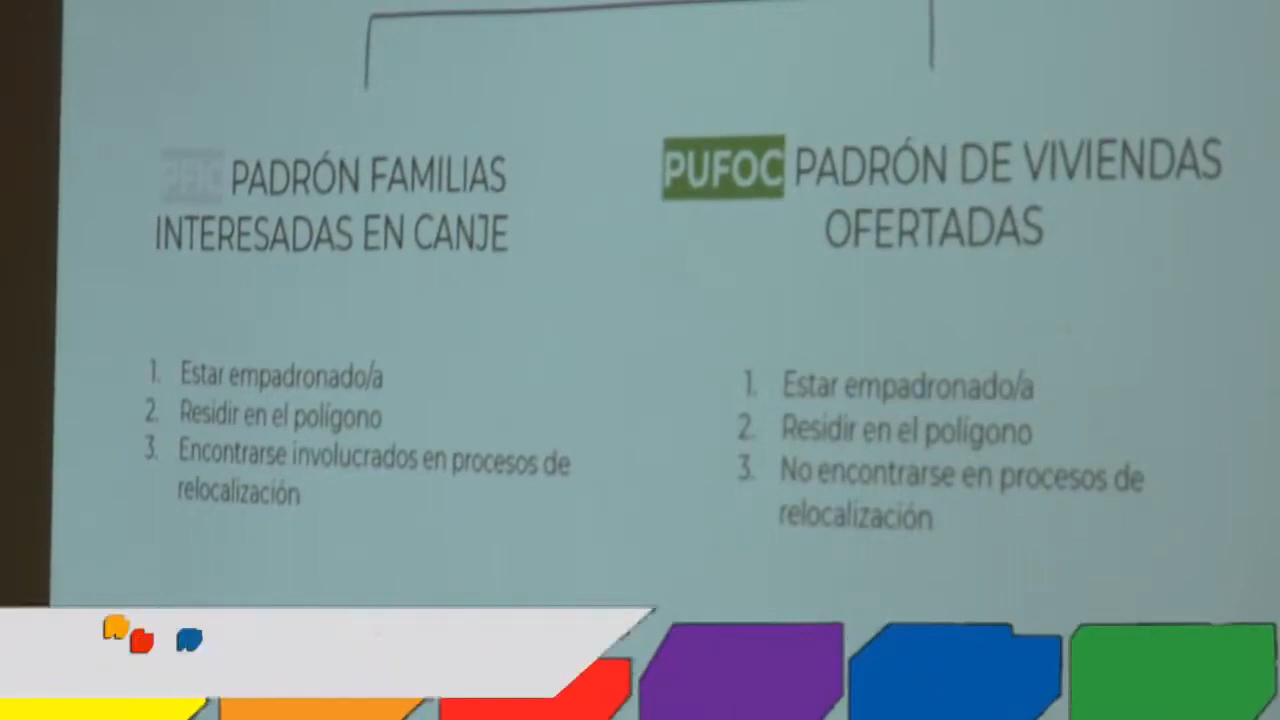 PFIC PADRÓN FAMILIAS
INTERESADAS EN CANJE
1. Estar empadronado/a
2. Residir en el polígono
3. Encontrarse involucrados en procesos de
relocalización
PUFOC PADRÓN DE VIVIENDAS
OFERTADAS
1. Estar empadronado/a
2. Residir en el polígono
3. No encontrarse en procesos de
relocalización